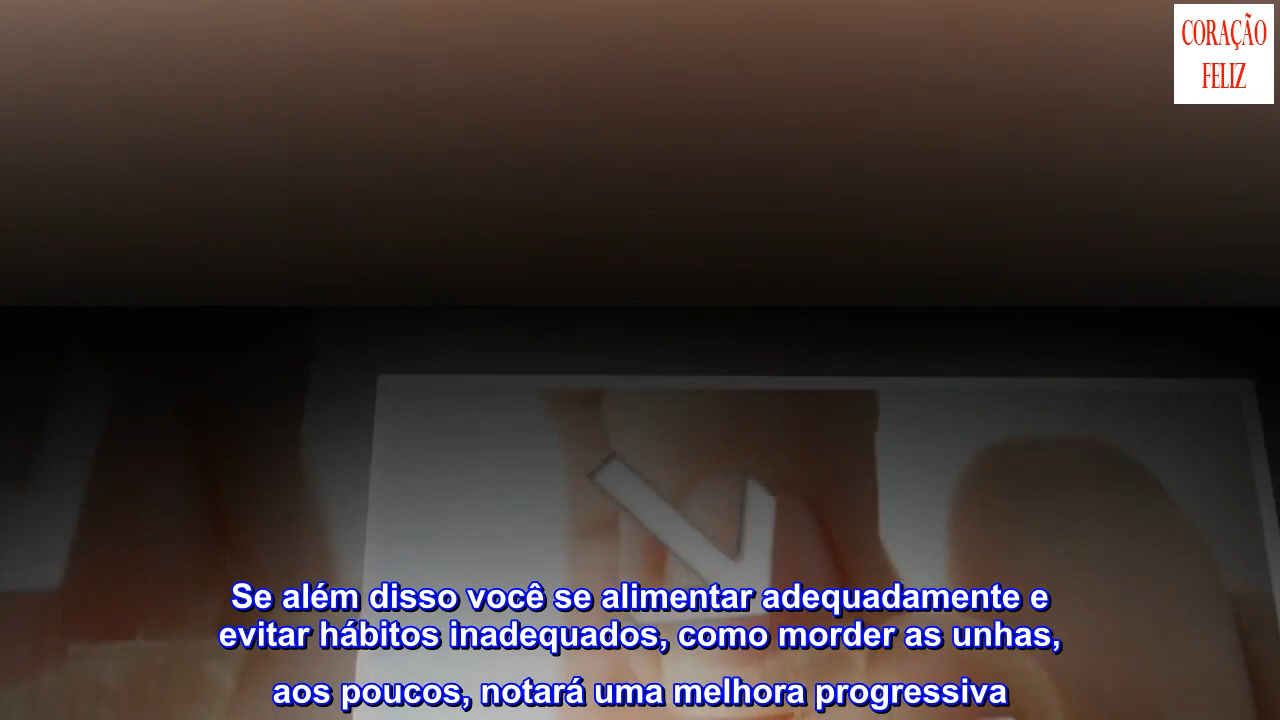 CORAÇÃO
FELIZ
Se além disso você se alimentar adequadamente e
evitar hábitos inadequados, como morder as unhas,
aos poucos, notará uma melhora progressiva